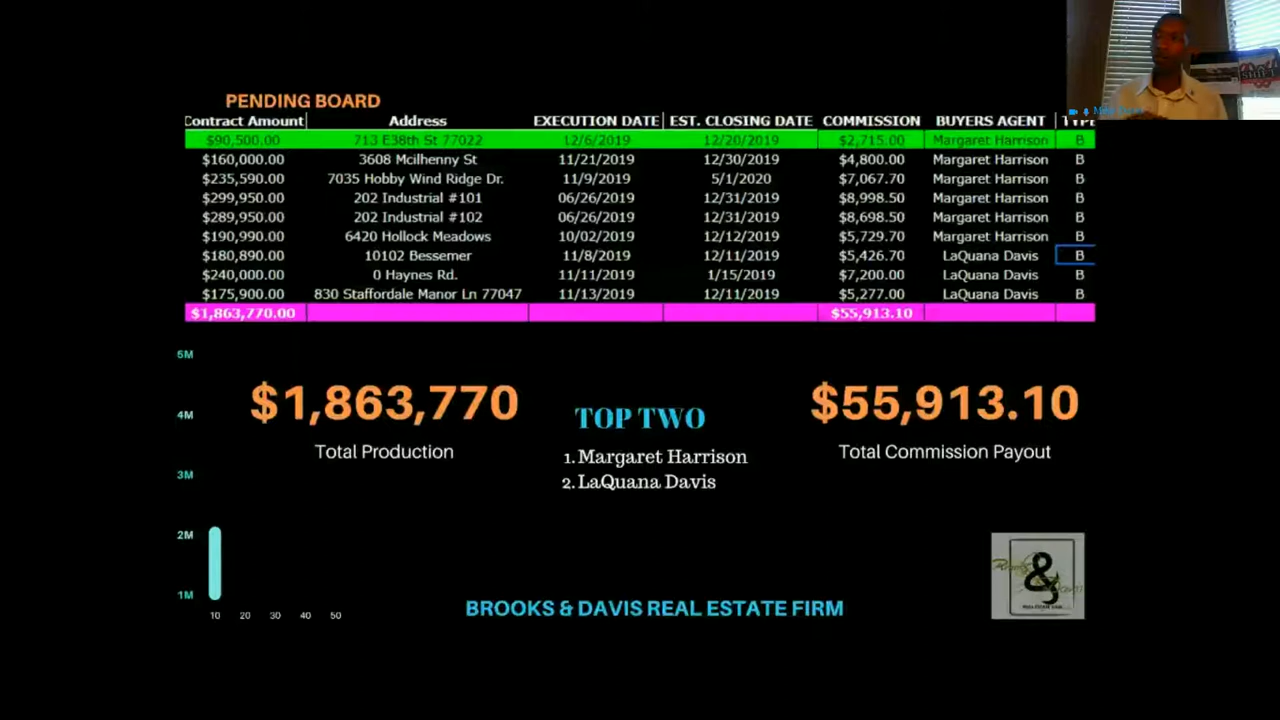 PENDING BOARD
Contract Amount Address EXECUTION DATE EST. CLOSING DATE COMMISSION BUYERS AGENT TYPE
$90,500.00 713 E38th St 77022 12/6/2019 12/20/2019 $2,715.00 Margaret Harrison B
$160,000.00 3608 Mcilhenny St 11/21/2019 12/30/2019 $4,800.00 Margaret Harrison B
$235,590.00 7035 Hobby Wind Ridge Dr. 11/9/2019 5/1/2020 $7,067.70 Margaret Harrison B
$299,950.00 202 Industrial #101 06/26/2019 12/31/2019 $8,998.50 Margaret Harrison B
$289,950.00 202 Industrial #102 06/26/2019 12/31/2019 $8,698.50 Margaret Harrison B
$190,990.00 6420 Hollock Meadows 10/02/2019 12/12/2019 $5,729.70 Margaret Harrison B
$180,890.00 10102 Bessemer 11/8/2019 12/11/2019 $5,426.70 LaQuana Davis B
$240,000.00 0 Haynes Rd. 11/11/2019 1/15/2019 $7,200.00 LaQuana Davis B
$175,900.00 830 Staffordale Manor Ln 77047 11/13/2019 12/11/2019 $5,277.00 LaQuana Davis B
$1,863,770.00 $55,913.10
5M
4M
3M
2M
1M
10 20 30 40 50
$1,863,770
Total Production
TOP TWO
1. Margaret Harrison
2. LaQuana Davis
$55,913.10
Total Commission Payout
BROOKS & DAVIS REAL ESTATE FIRM
&